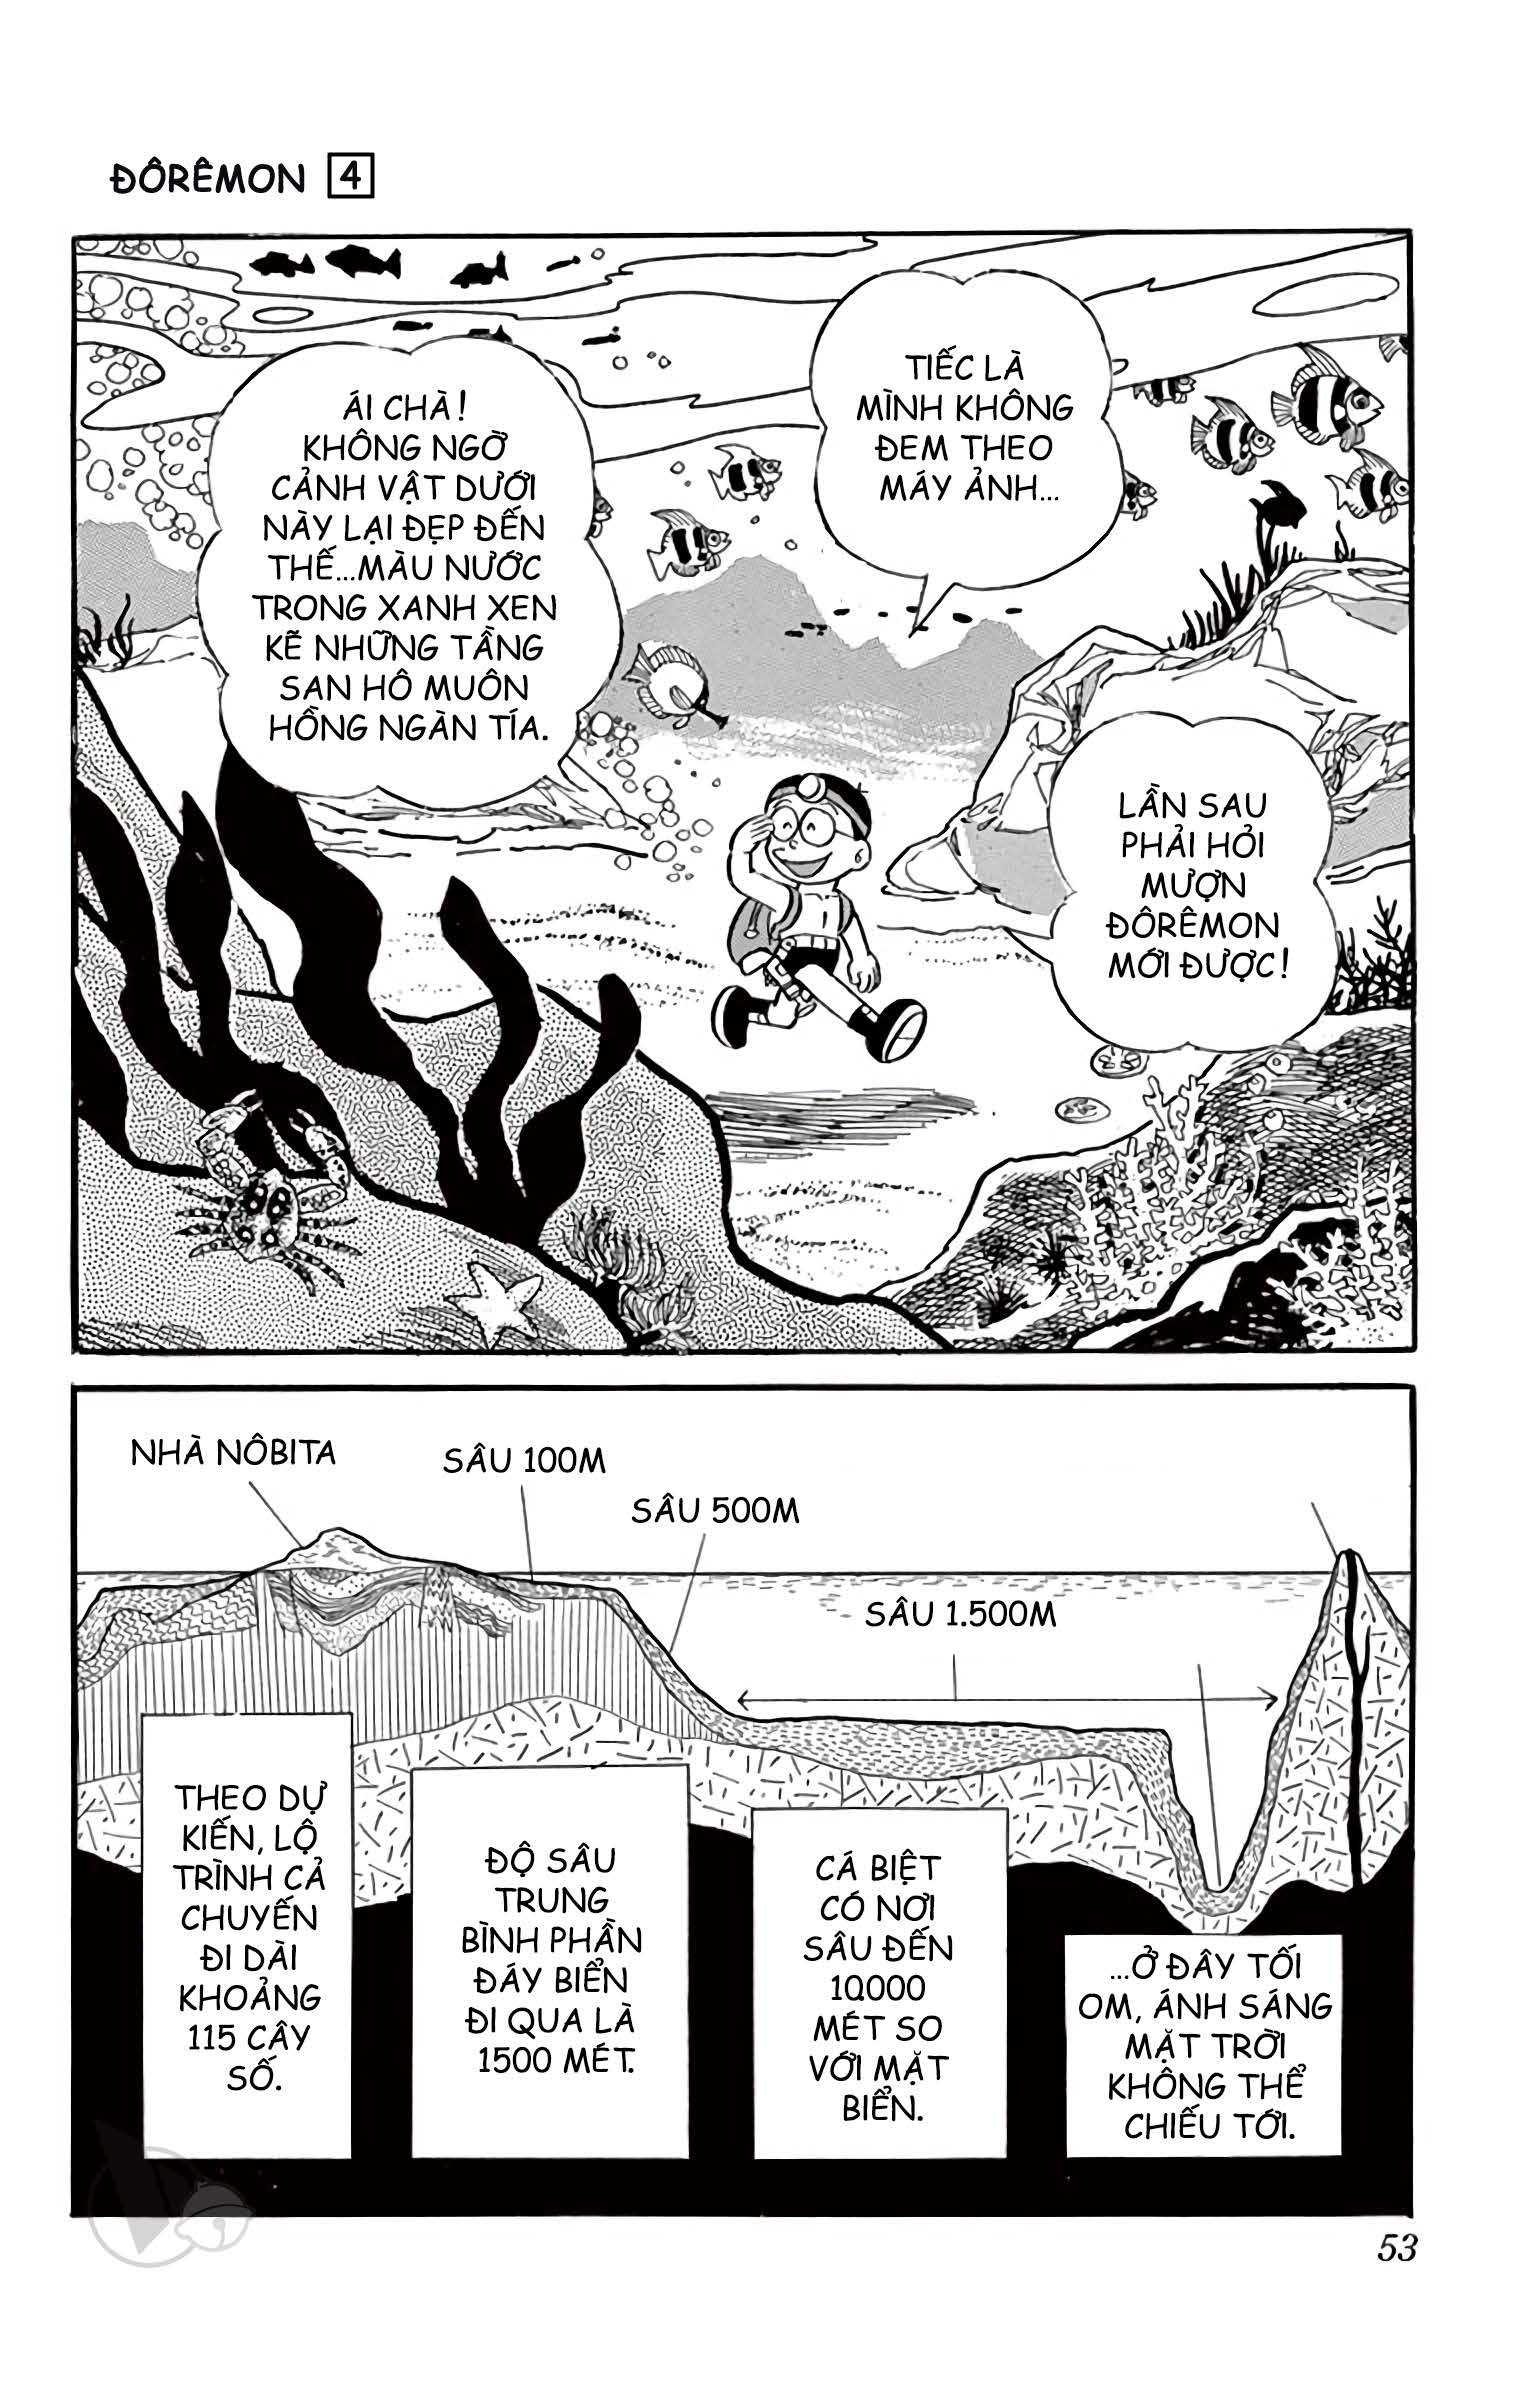 ĐÔRÊMON 4
ÁI CHÀ!
KHÔNG NGỜ
CẢNH VẬT DƯỚI
NÀY LẠI ĐẸP ĐẾN
THẾ...MÀU NƯỚC
TRONG XANH XEN
KẼ NHỮNG TẦNG
SAN HÔ MUÔN
HỒNG NGÀN TÍA.
TIẾC LÀ
MÌNH KHÔNG
ĐEM THEO
MÁY ẢNH...
LẦN SAU
PHẢI HỎI
MƯỢN
ĐÔRÊMON
MỚI ĐƯỢC!
NHÀ NÔBITA
SÂU 100M
SÂU 500M
SÂU 1.500M
THEO DỰ
KIẾN, LỘ
TRÌNH CẢ
CHUYẾN
ĐI DÀI
KHOẢNG
115 CÂY
SỐ.
ĐỘ SÂU
TRUNG
BÌNH PHẦN
ĐÁY BIỂN
ĐI QUA LÀ
1500 MÉT.
CÁ BIỆT
CÓ NƠI
SÂU ĐẾN
10.000
MÉT SO
VỚI MẶT
BIỂN.
...Ở ĐÂY TỐI
OM, ÁNH SÁNG
MẶT TRỜI
KHÔNG THỂ
CHIẾU TỚI.
53